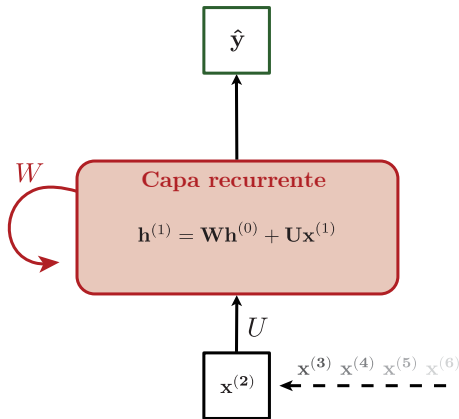 ŷ
W
Capa recurrente
h⁽¹⁾ = Wh⁽⁰⁾ + Ux⁽¹⁾
U
x⁽³⁾ x⁽⁴⁾ x⁽⁵⁾ x⁽⁶⁾
x⁽²⁾